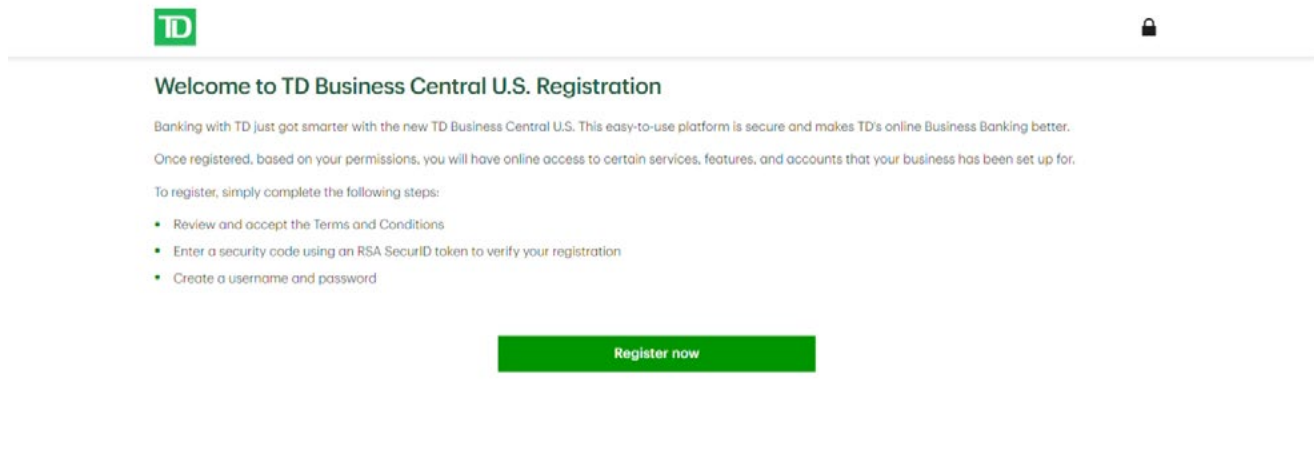 TD
Welcome to TD Business Central U.S. Registration
Banking with TD just got smarter with the new TD Business Central U.S. This easy-to-use platform is secure and makes TD's online Business Banking better.
Once registered, based on your permissions, you will have online access to certain services, features, and accounts that your business has been set up for.
To register, simply complete the following steps:
• Review and accept the Terms and Conditions
• Enter a security code using an RSA SecurID token to verify your registration
• Create a username and password
Register now